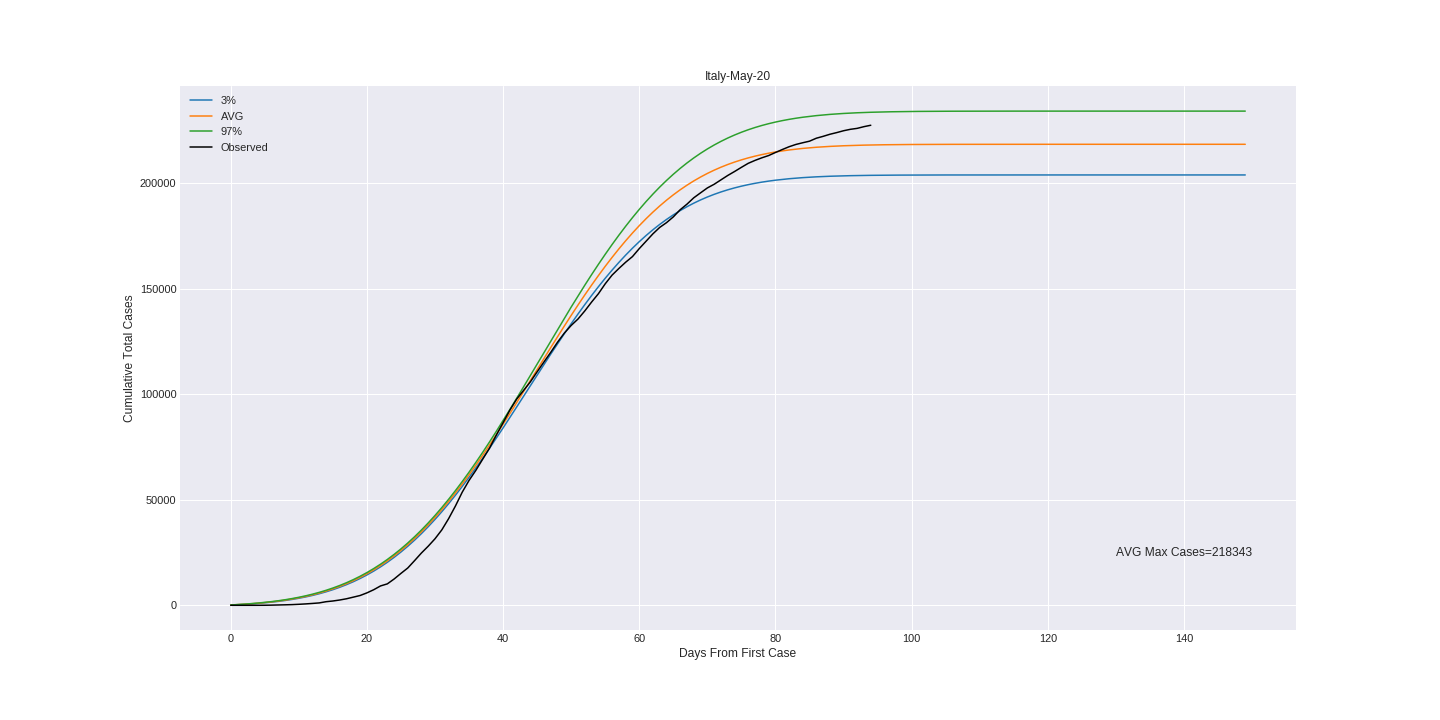 Italy-May-20
3%
AVG
97%
Observed
200000
150000
100000
50000
0
Cumulative Total Cases
AVG Max Cases=218343
0 20 40 60 80 100 120 140
Days From First Case